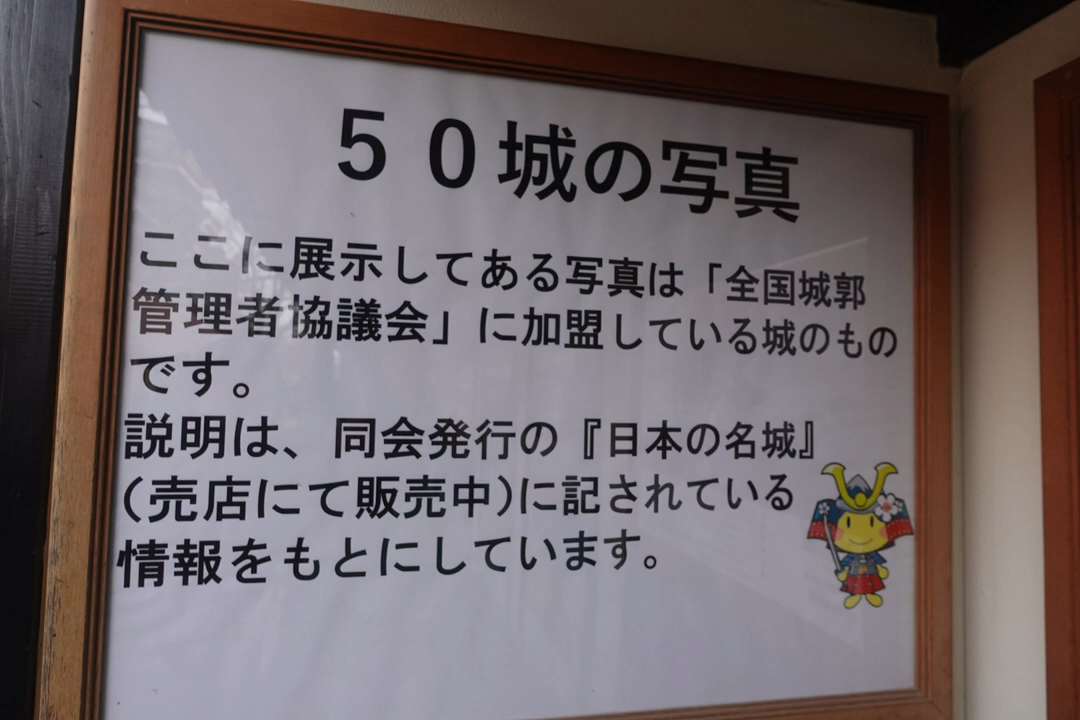 ５０城の写真
ここに展示してある写真は「全国城郭
管理者協議会」に加盟している城のもの
です。
説明は、同会発行の『日本の名城』
(売店にて販売中)に記されている
情報をもとにしています。